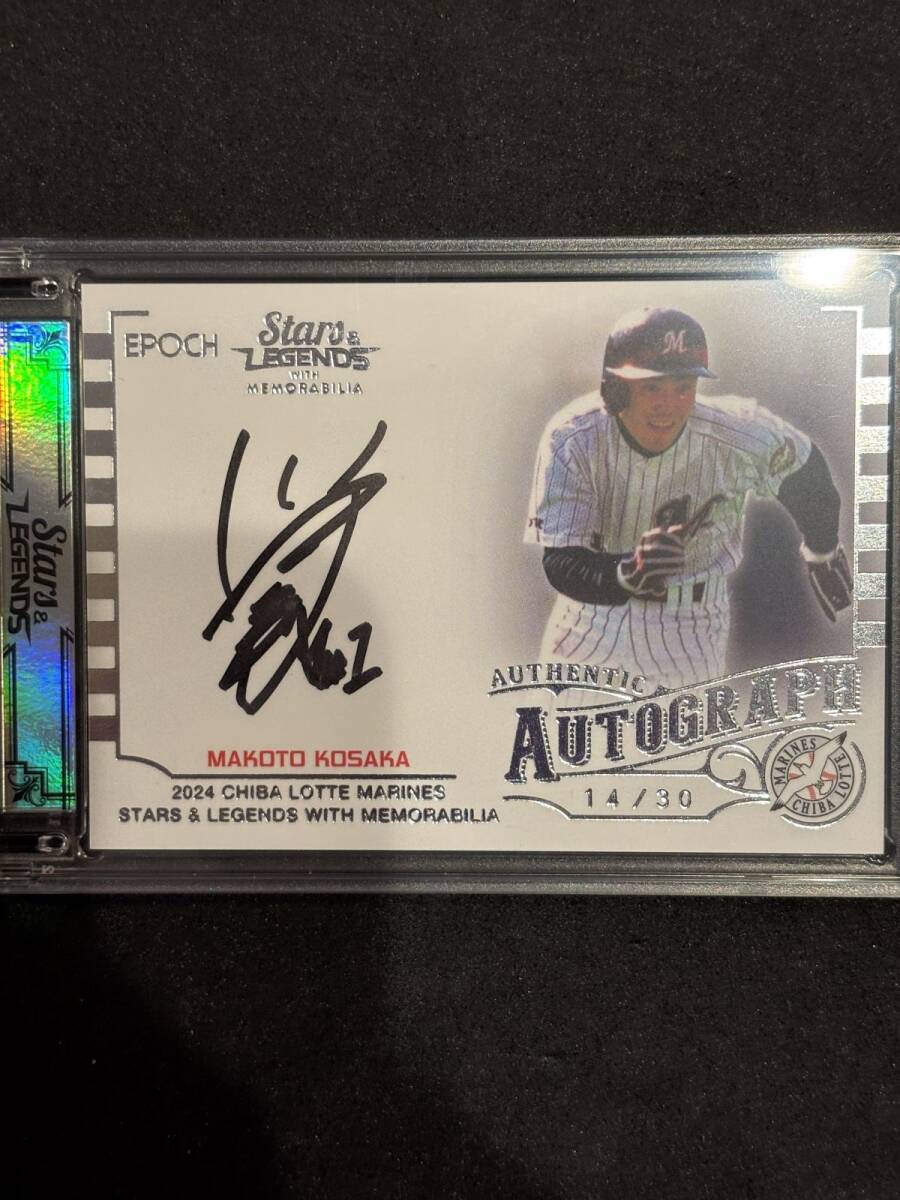 EPOCH
Stars &
LEGENDS
WITH
MEMORABILIA
M
61
AUTHENTIC
AUTOGRAPH
MAKOTO KOSAKA
2024 CHIBA LOTTE MARINES
STARS & LEGENDS WITH MEMORABILIA
14/30
MARINES
CHIBA LOTTE
Stars &
LEGENDS